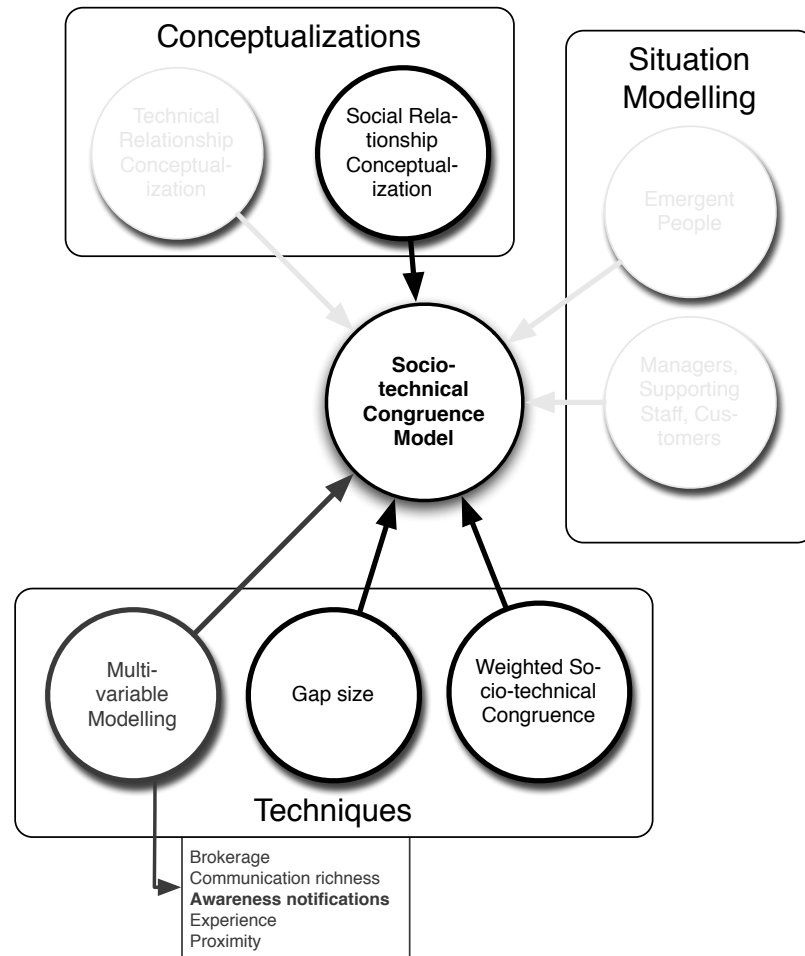 Conceptualizations
Technical
Relationship
Conceptual-
ization
Social Rela-
tionship
Conceptual-
ization
Situation
Modelling
Emergent
People
Managers,
Supporting
Staff, Cus-
tomers
Socio-
technical
Congruence
Model
Multi-
variable
Modelling
Gap size
Weighted So-
cio-technical
Congruence
Techniques
Brokerage
Communication richness
Awareness notifications
Experience
Proximity